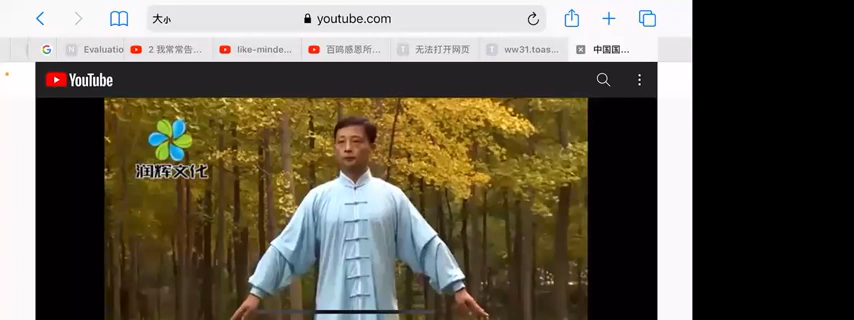 大小 youtube.com
Evaluatio 2 我常常告... like-minde... 百鸣感恩所... 无法打开网页 ww31.toas... 中国国...
YouTube
润辉文化